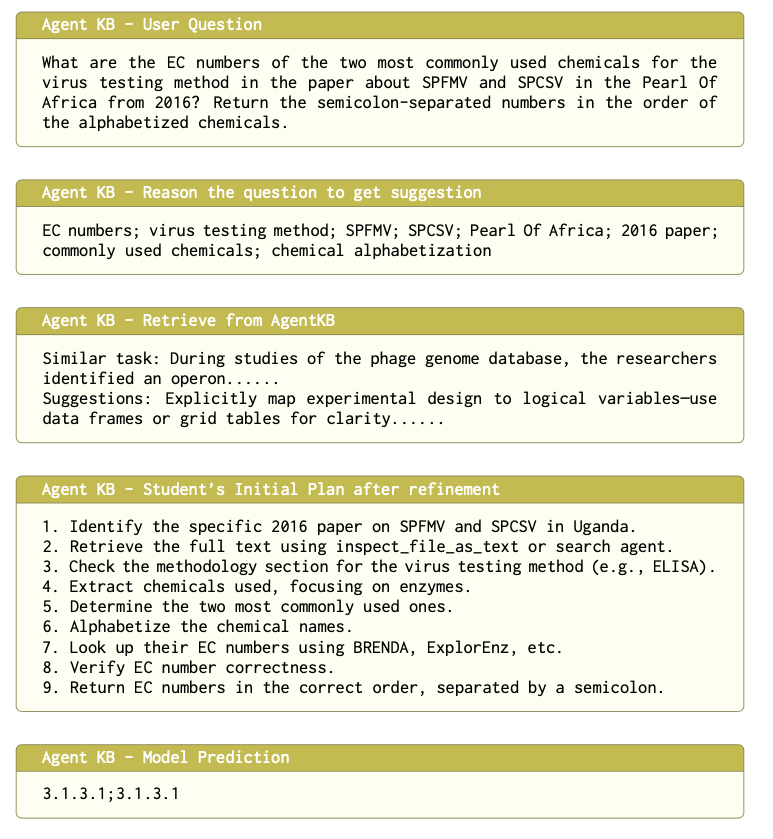 Agent KB - User Question
What are the EC numbers of the two most commonly used chemicals for the
virus testing method in the paper about SPFMV and SPCSV in the Pearl Of
Africa from 2016? Return the semicolon-separated numbers in the order of
the alphabetized chemicals.
Agent KB - Reason the question to get suggestion
EC numbers; virus testing method; SPFMV; SPCSV; Pearl Of Africa; 2016 paper;
commonly used chemicals; chemical alphabetization
Agent KB - Retrieve from AgentKB
Similar task: During studies of the phage genome database, the researchers
identified an operon......
Suggestions: Explicitly map experimental design to logical variables—use
data frames or grid tables for clarity......
Agent KB - Student's Initial Plan after refinement
1. Identify the specific 2016 paper on SPFMV and SPCSV in Uganda.
2. Retrieve the full text using inspect_file_as_text or search agent.
3. Check the methodology section for the virus testing method (e.g., ELISA).
4. Extract chemicals used, focusing on enzymes.
5. Determine the two most commonly used ones.
6. Alphabetize the chemical names.
7. Look up their EC numbers using BRENDA, ExplorEnz, etc.
8. Verify EC number correctness.
9. Return EC numbers in the correct order, separated by a semicolon.
Agent KB - Model Prediction
3.1.3.1;3.1.3.1